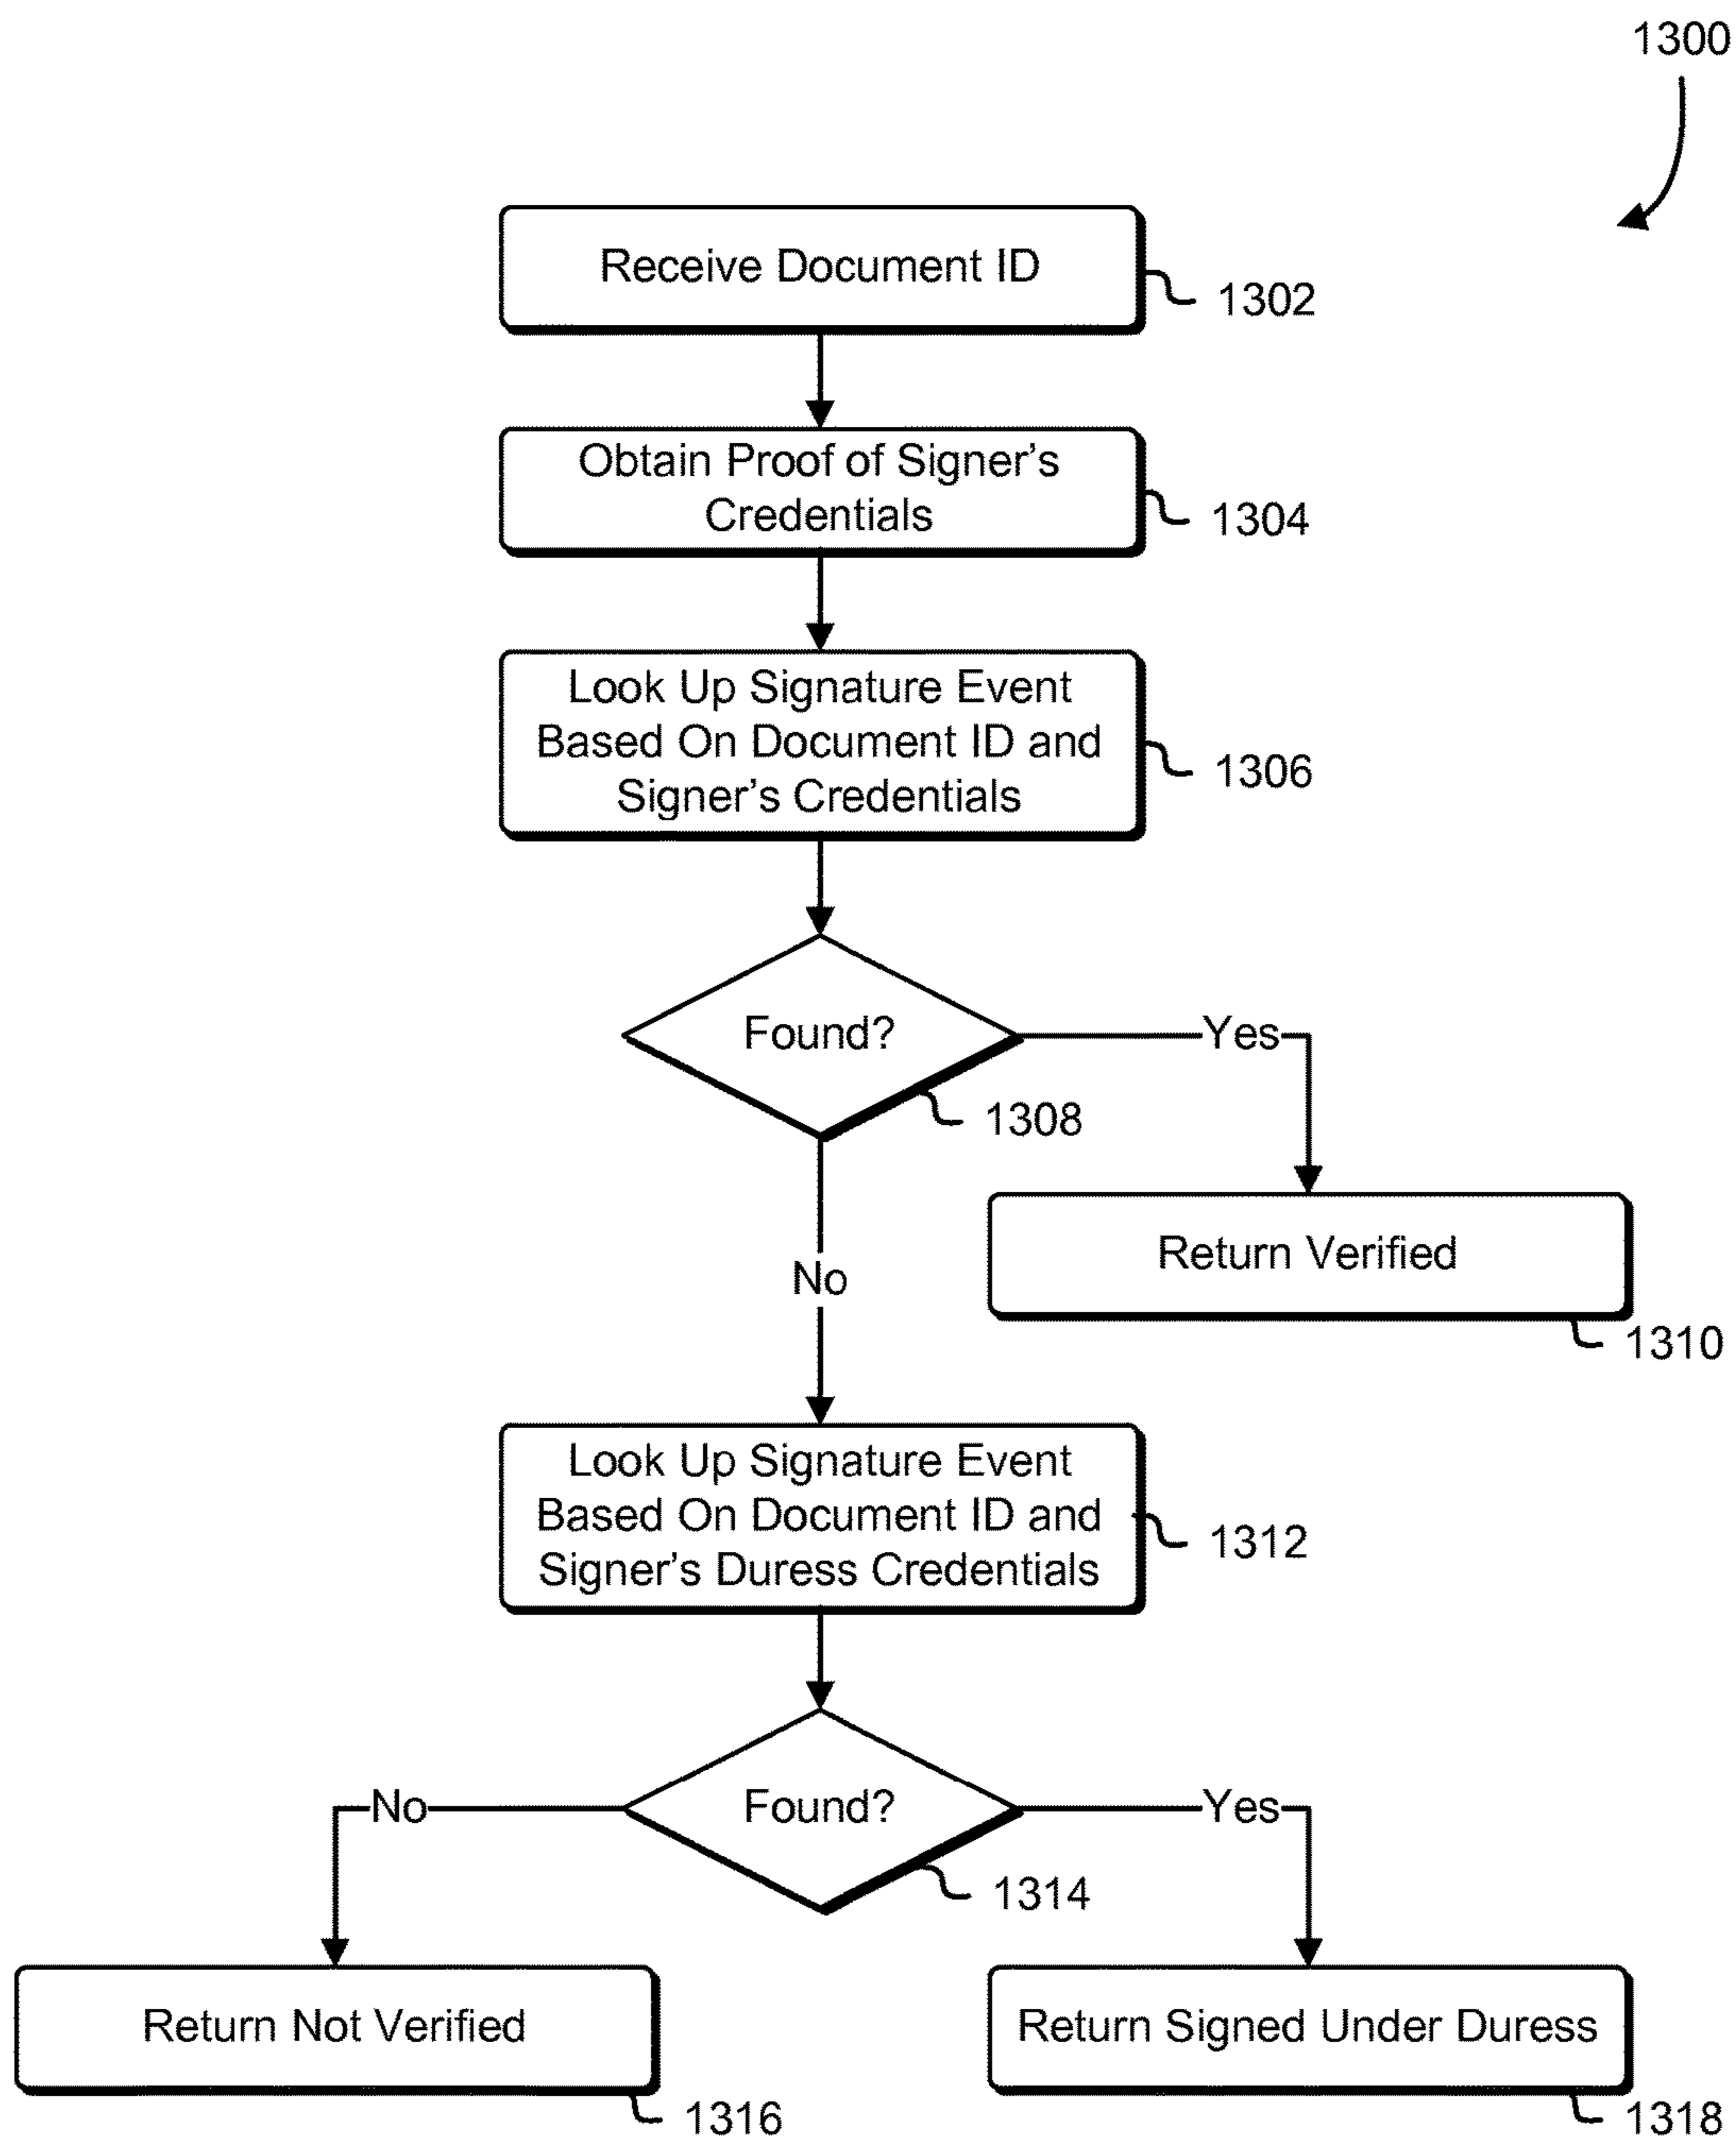 1300
Receive Document ID
1302
Obtain Proof of Signer's
Credentials
1304
Look Up Signature Event
Based On Document ID and
Signer's Credentials
1306
Found?
Yes
1308
Return Verified
1310
No
Look Up Signature Event
Based On Document ID and
Signer's Duress Credentials
1312
Found?
No
Yes
1314
Return Not Verified
1316
Return Signed Under Duress
1318